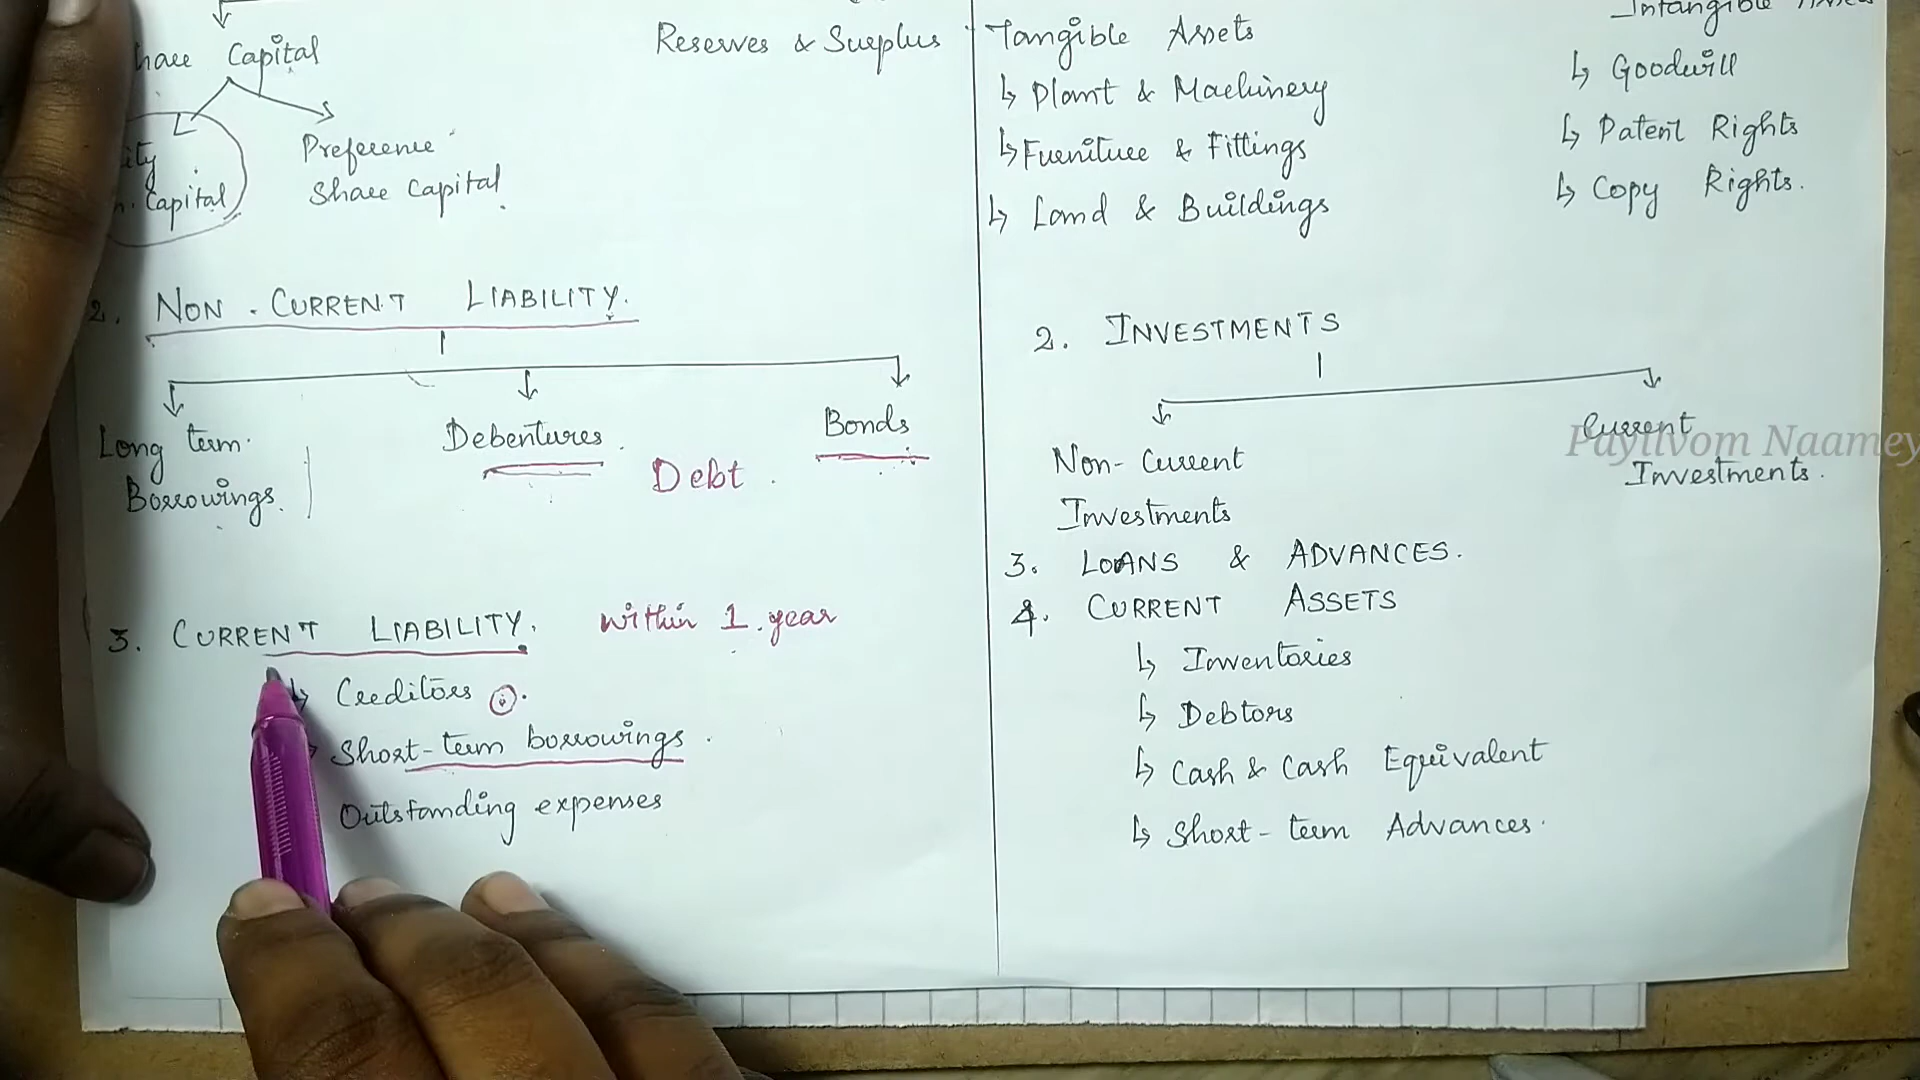 Share Capital
Reserves & Surplus
Preference
Share Capital
Capital
2. NON-CURRENT LIABILITY.
Long term
Borrowings.
Debentures.
Debt.
Bonds
3. CURRENT LIABILITY. within 1 year
Creditors
Short-term borrowings.
Outstanding expenses
Tangible Assets
↳ Plant & Machinery
↳ Furniture & Fittings
↳ Land & Buildings
Intangible
↳ Goodwill
↳ Patent Rights
↳ Copy Rights.
2. INVESTMENTS
Non-Current
Investments
Current
Investments.
Payilvom Naamey
3. LOANS & ADVANCES.
4. CURRENT ASSETS
↳ Inventories
↳ Debtors
↳ Cash & Cash Equivalent
↳ Short-term Advances.